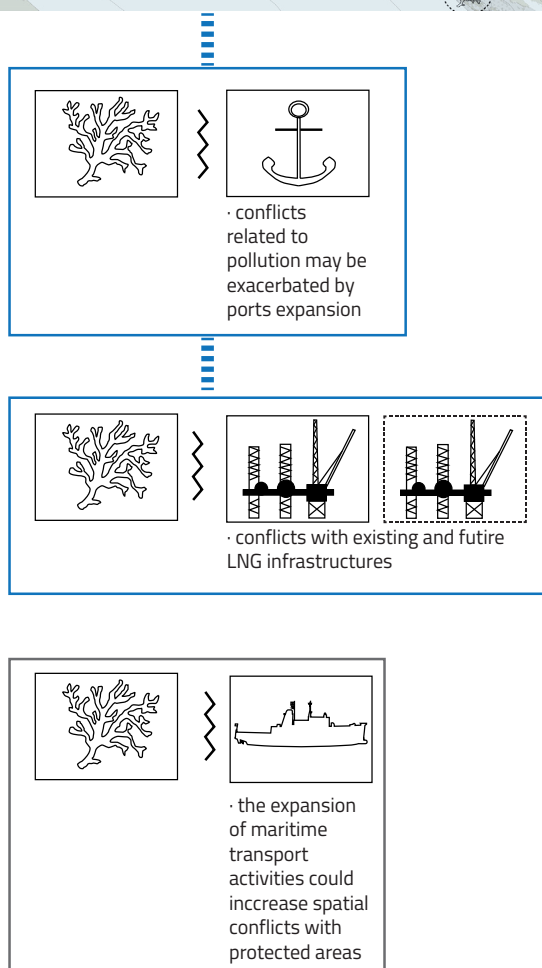 · conflicts
related to
pollution may be
exacerbated by
ports expansion
· conflicts with existing and futire
LNG infrastructures
· the expansion
of maritime
transport
activities could
inccrease spatial
conflicts with
protected areas